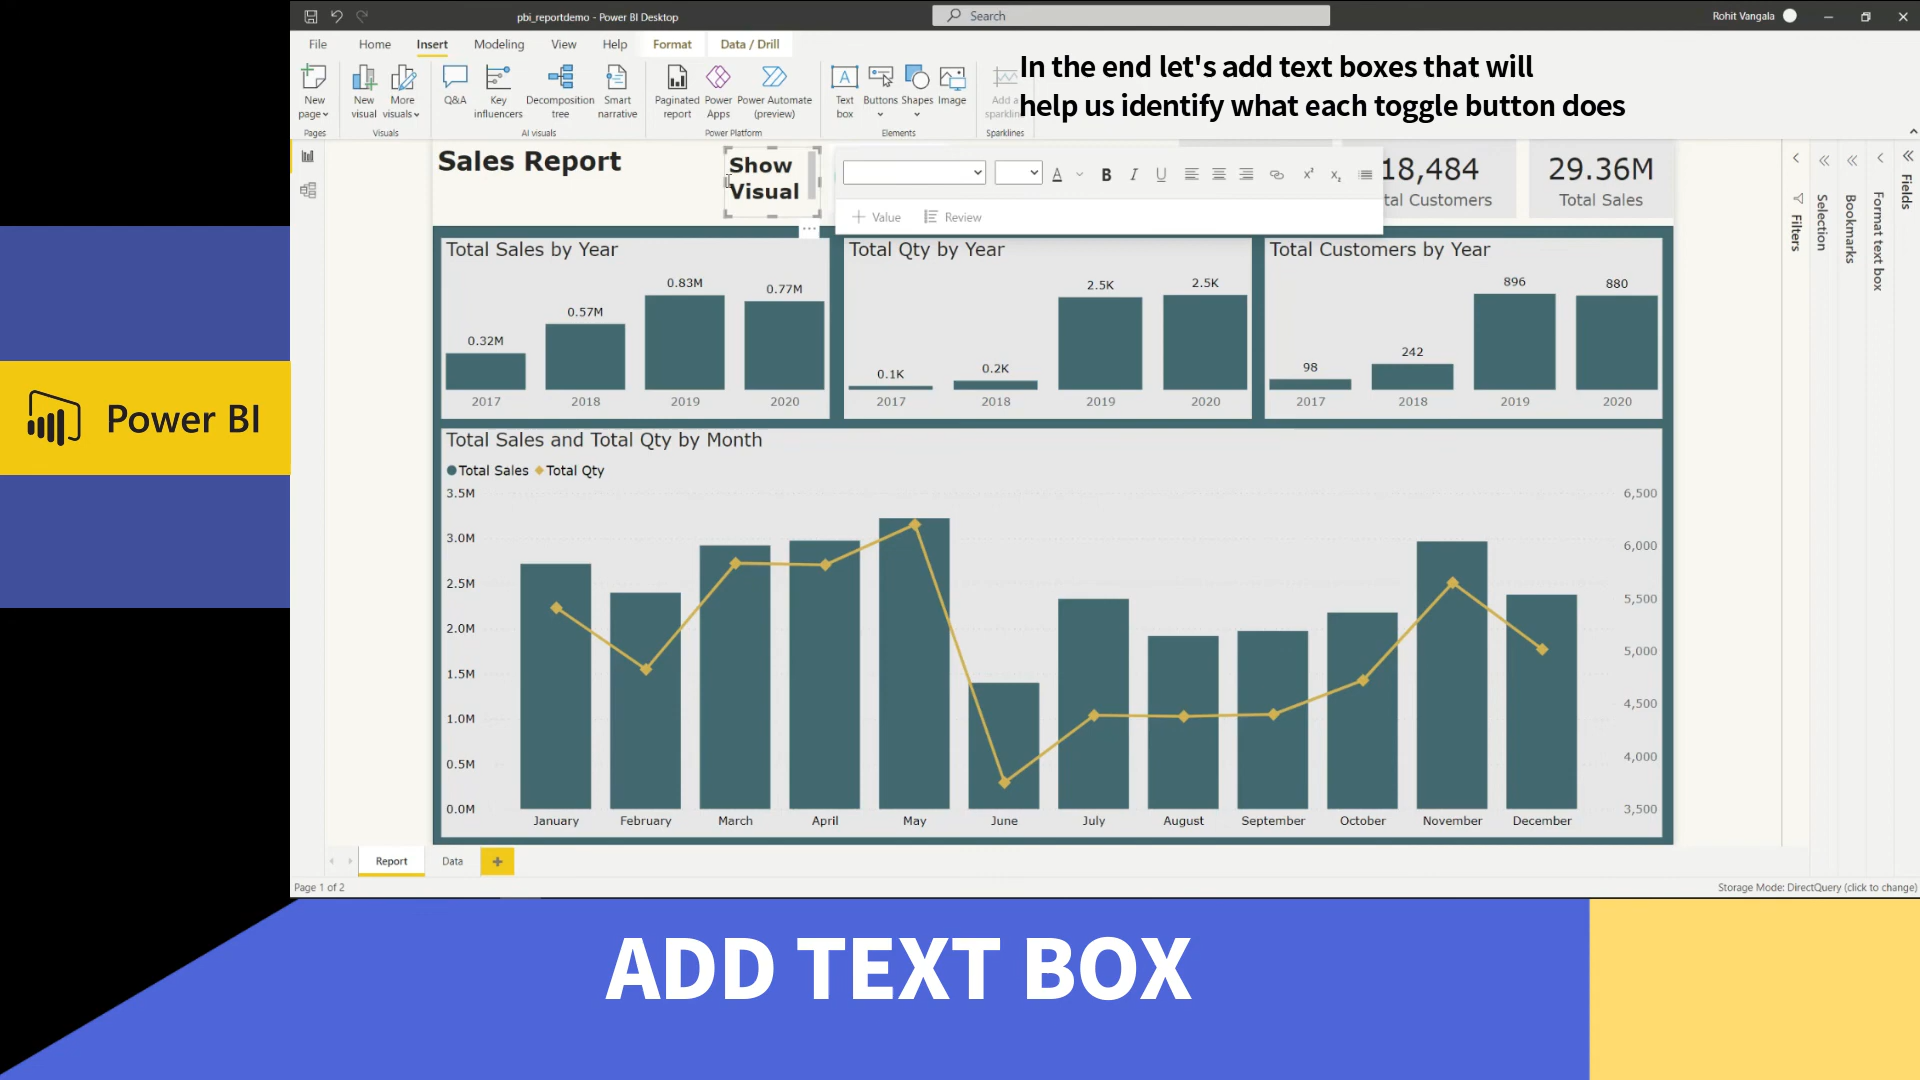 pbi_reportdemo - Power BI Desktop
Search
Rohit Vangala
File Home Insert Modeling View Help Format Data / Drill
In the end let's add text boxes that will
help us identify what each toggle button does
New page
New visual
More visuals
Q&A
Key influencers
Decomposition tree
Smart narrative
Paginated report
Power Apps
Power Automate (preview)
Text box
Buttons
Shapes
Image
Pages
Visuals
AI visuals
Power Platform
Elements
Sparklines
Sales Report
Show
Visual
A B I U
Value Review
18,484
29.36M
Total Sales
Filters
Selection
Bookmarks
Format text box
Fields
Power BI
Total Sales by Year
0.32M 0.57M 0.83M 0.77M
2017 2018 2019 2020
Total Qty by Year
0.1K 0.2K 2.5K 2.5K
2017 2018 2019 2020
Total Customers by Year
98 242 896 880
2017 2018 2019 2020
Total Sales and Total Qty by Month
Total Sales Total Qty
3.5M 6,500
3.0M 6,000
2.5M 5,500
2.0M 5,000
1.5M 4,500
1.0M 4,000
0.5M
0.0M 3,500
January February March April May June July August September October November December
Report Data +
Page 1 of 2
Storage Mode: DirectQuery (click to change)
ADD TEXT BOX